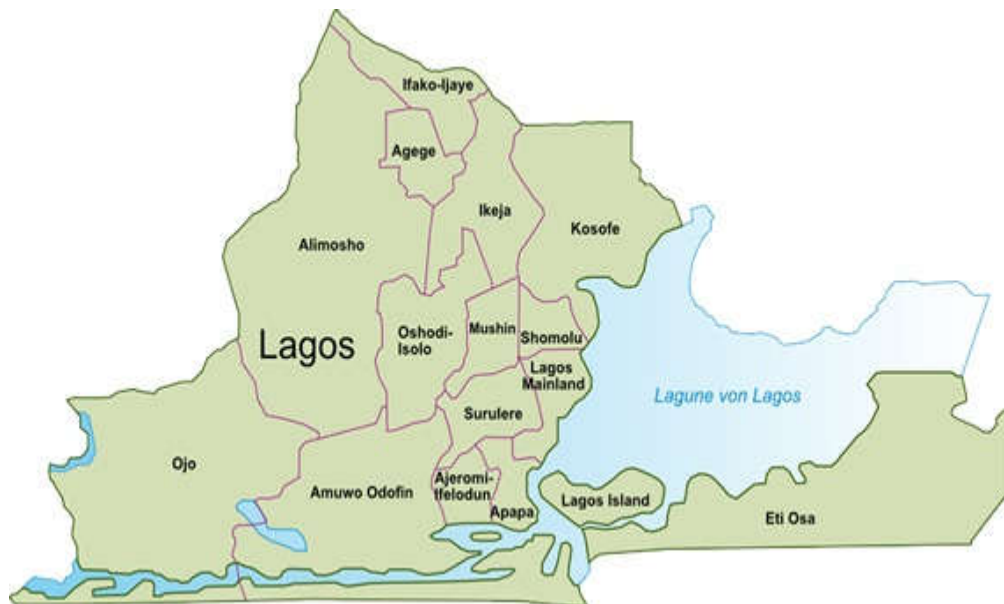 Ifako-Ijaye
Agege
Ikeja
Kosofe
Alimosho
Oshodi-
Isolo
Mushin
Shomolu
Lagos
Lagos
Mainland
Lagune von Lagos
Surulere
Ojo
Amuwo Odofin
Ajeromi-
Ifelodun
Apapa
Lagos Island
Eti Osa